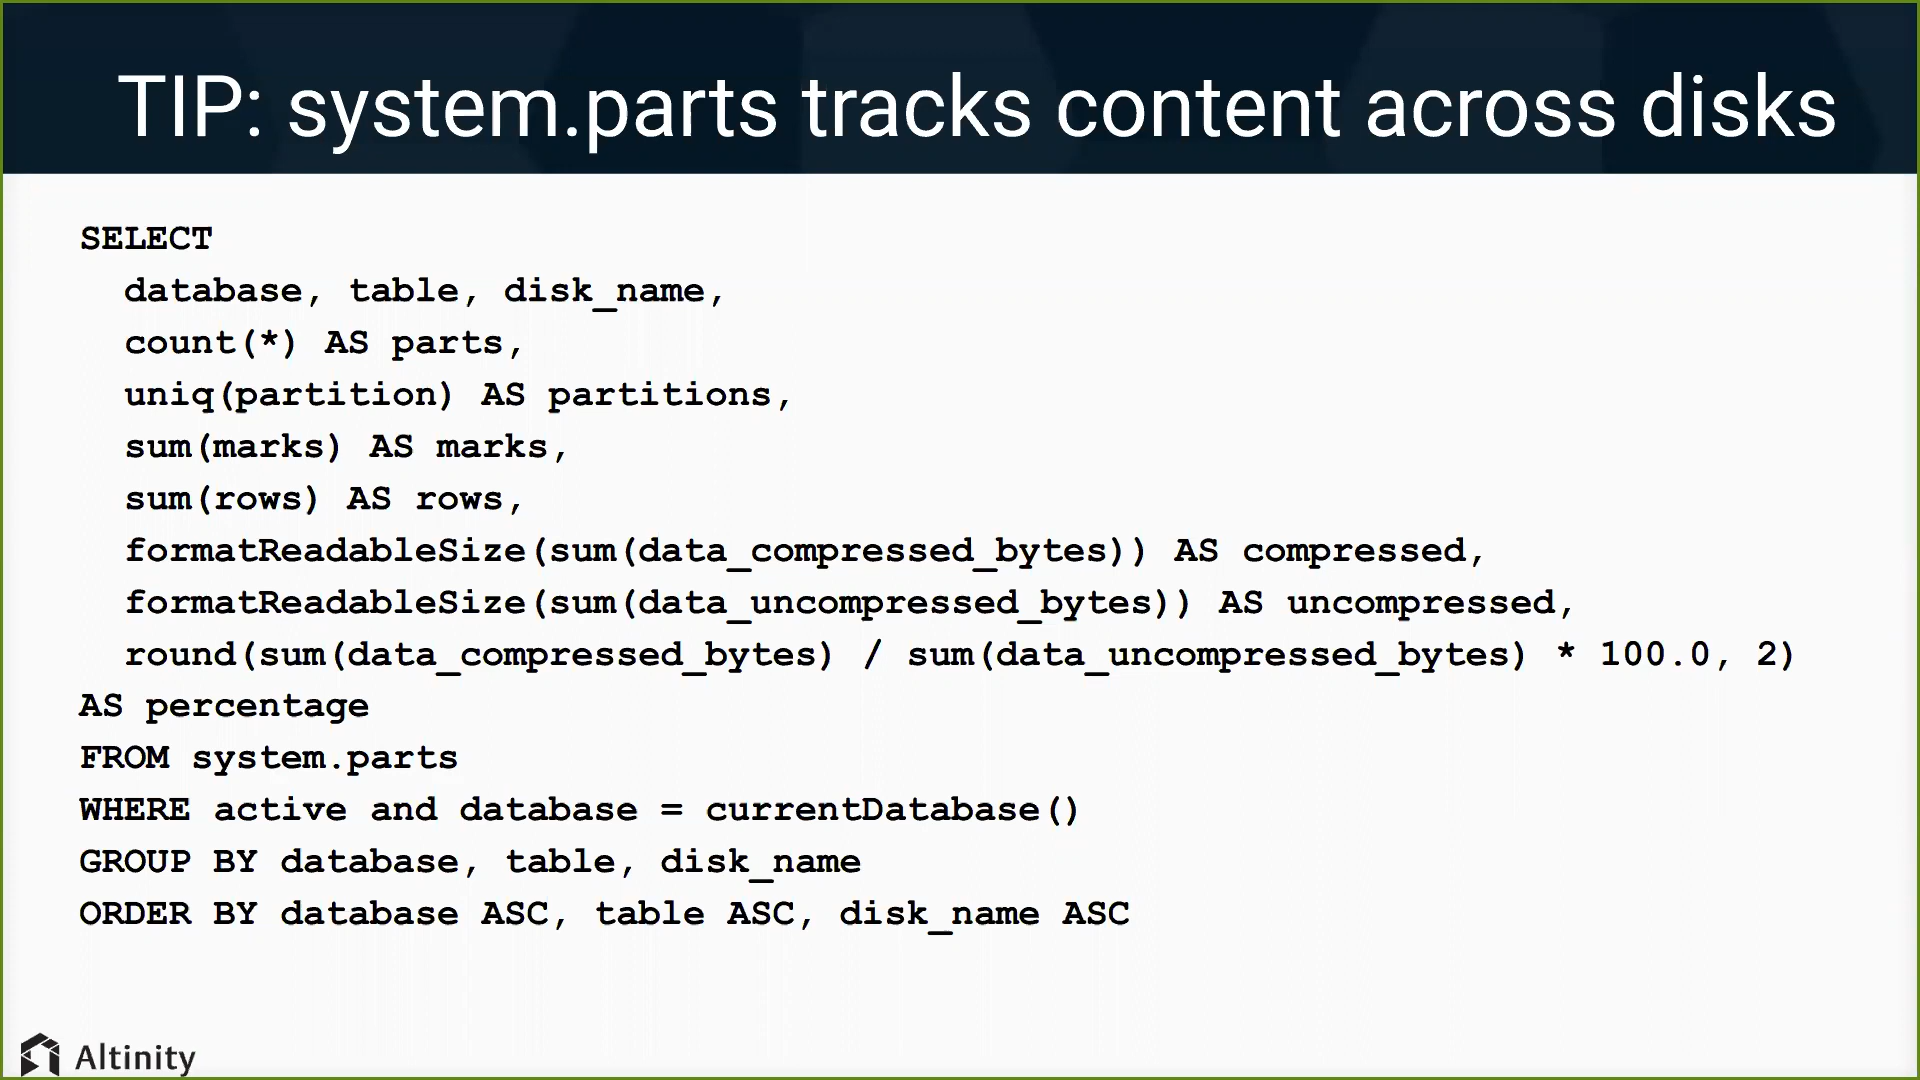 TIP: system.parts tracks content across disks
SELECT
  database, table, disk_name,
  count(*) AS parts,
  uniq(partition) AS partitions,
  sum(marks) AS marks,
  sum(rows) AS rows,
  formatReadableSize(sum(data_compressed_bytes)) AS compressed,
  formatReadableSize(sum(data_uncompressed_bytes)) AS uncompressed,
  round(sum(data_compressed_bytes) / sum(data_uncompressed_bytes) * 100.0, 2)
AS percentage
FROM system.parts
WHERE active and database = currentDatabase()
GROUP BY database, table, disk_name
ORDER BY database ASC, table ASC, disk_name ASC
Altinity